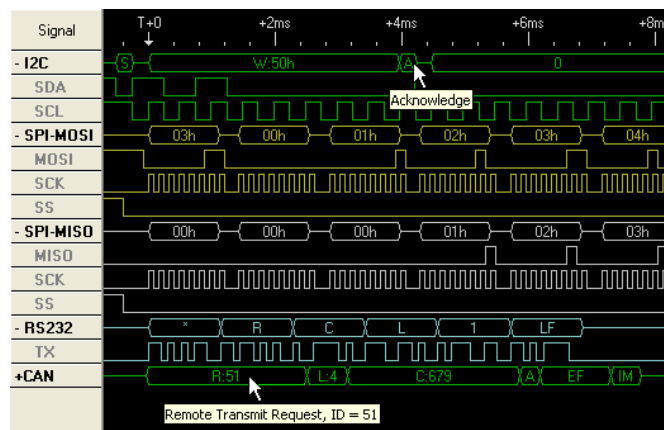 Signal T+0 +2ms +4ms +6ms +8m
- I2C S W:50h A 0
SDA
Acknowledge
SCL
- SPI-MOSI 03h 00h 01h 02h 03h 04h
MOSI
SCK
SS
- SPI-MISO 00h 00h 00h 01h 02h 03h
MISO
SCK
SS
- RS232 * R C L 1 LF
TX
+CAN R:51 L:4 C:679 A EF IM
Remote Transmit Request, ID = 51